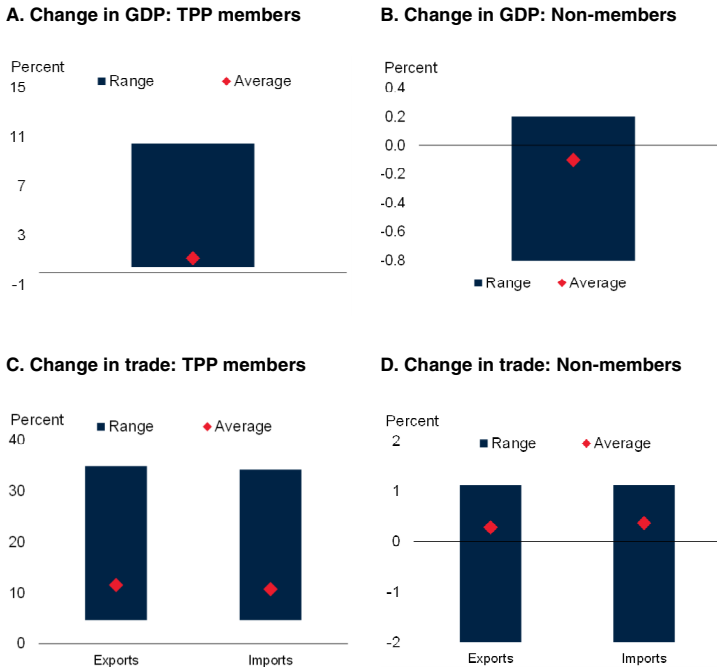 A. Change in GDP: TPP members
Percent
Range
Average
15
11
7
3
-1
B. Change in GDP: Non-members
Percent
0.4
0.2
0.0
-0.2
-0.4
-0.6
-0.8
Range
Average
C. Change in trade: TPP members
Percent
Range
Average
40
30
20
10
0
Exports
Imports
D. Change in trade: Non-members
Percent
2
Range
Average
1
0
-1
-2
Exports
Imports